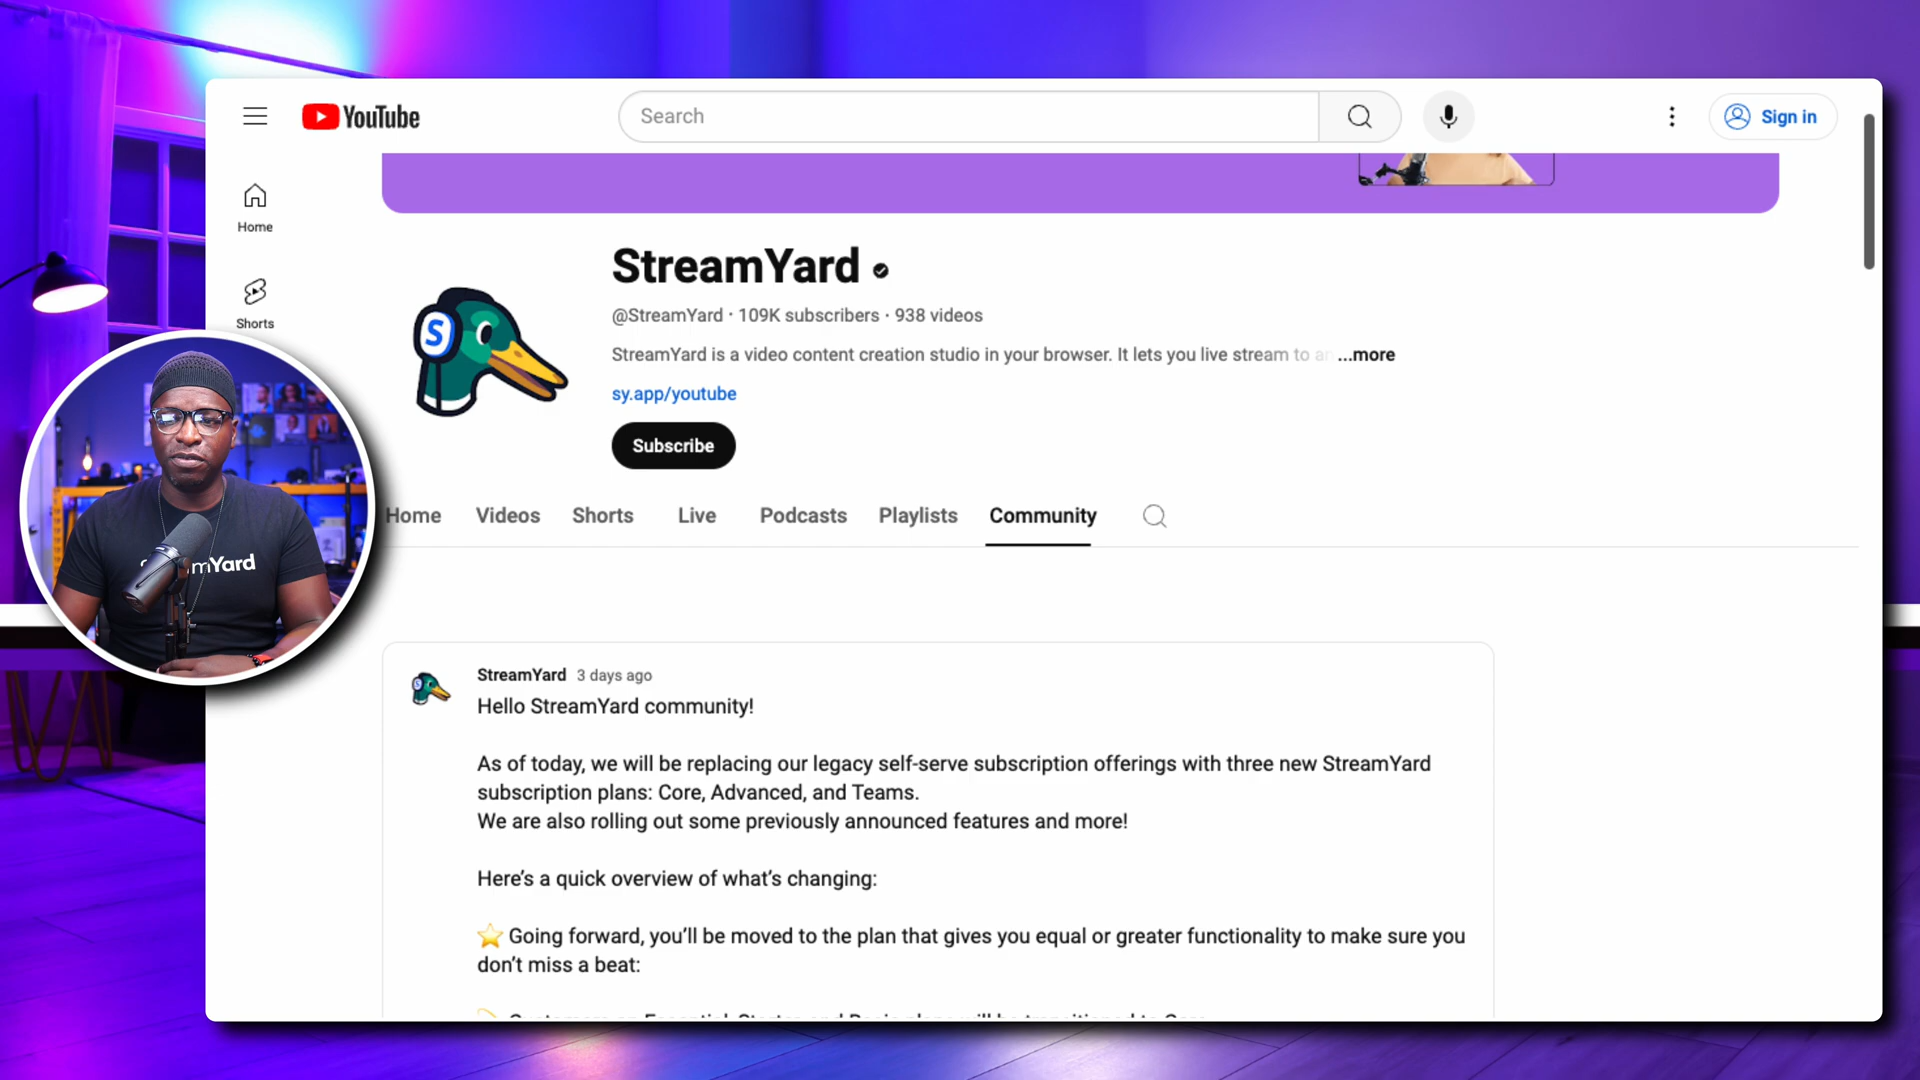 YouTube
Search
Sign in
Home
Shorts
StreamYard
@StreamYard · 109K subscribers · 938 videos
StreamYard is a video content creation studio in your browser. It lets you live stream to an ...more
sy.app/youtube
Subscribe
Home Videos Shorts Live Podcasts Playlists Community
S
mYard
StreamYard 3 days ago
Hello StreamYard community!
As of today, we will be replacing our legacy self-serve subscription offerings with three new StreamYard
subscription plans: Core, Advanced, and Teams.
We are also rolling out some previously announced features and more!
Here's a quick overview of what's changing:
⭐ Going forward, you'll be moved to the plan that gives you equal or greater functionality to make sure you
don't miss a beat: